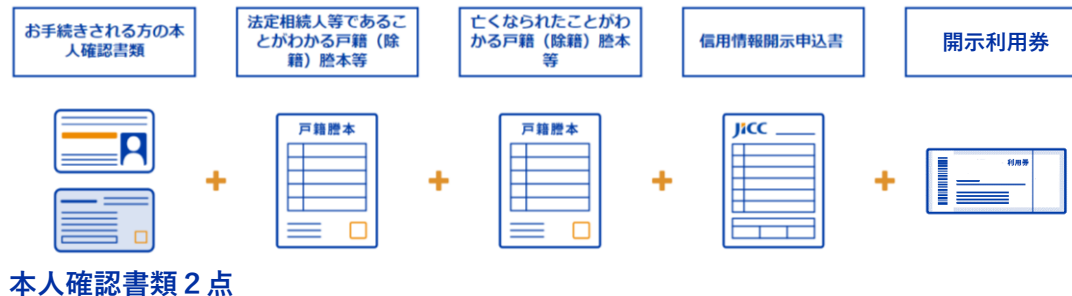 お手続きされる方の本
人確認書類
法定相続人等であるこ
とがわかる戸籍（除
籍）謄本等
亡くなられたことがわ
かる戸籍（除籍）謄本
等
信用情報開示申込書
開示利用券
戸籍謄本
戸籍謄本
JICC
利用券
本人確認書類２点